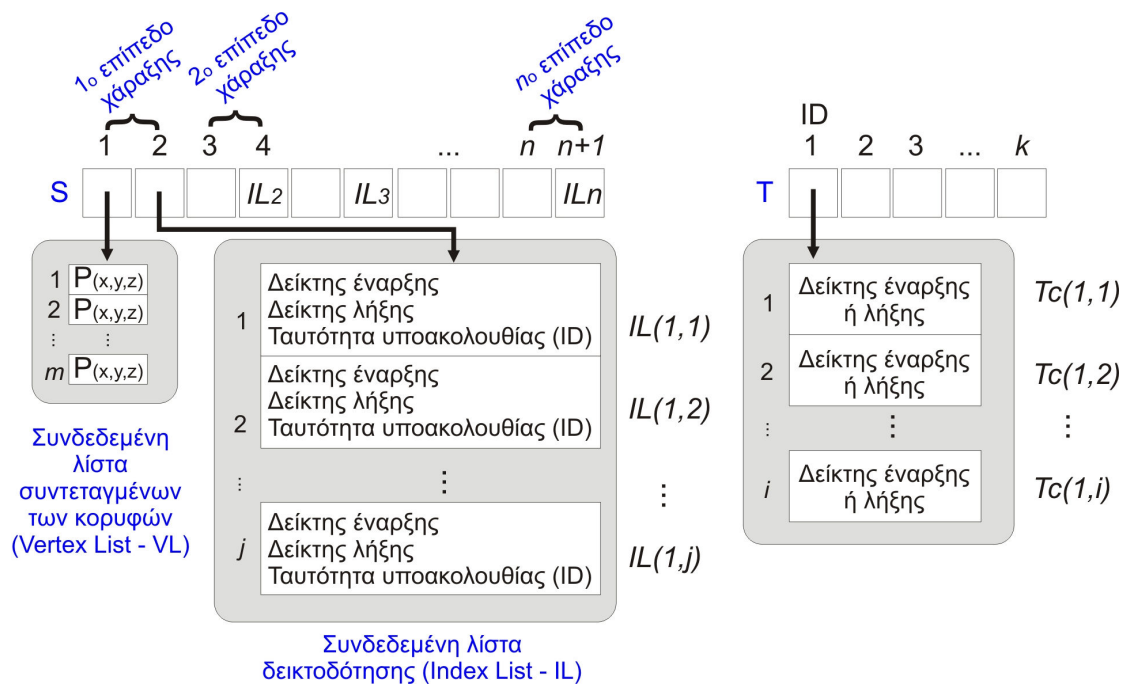 1ο επίπεδο
χάραξης
2ο επίπεδο
χάραξης
nο επίπεδο
χάραξης
ID
1 2 3 4 ... n n+1
1 2 3 ... k
S IL2 IL3 ILn
T
1 P(x,y,z)
2 P(x,y,z)
⋮ ⋮
m P(x,y,z)
Συνδεδεμένη
λίστα
συντεταγμένων
των κορυφών
(Vertex List - VL)
Δείκτης έναρξης
1 Δείκτης λήξης
Ταυτότητα υποακολουθίας (ID)
IL(1,1)
Δείκτης έναρξης
2 Δείκτης λήξης
Ταυτότητα υποακολουθίας (ID)
IL(1,2)
⋮ ⋮ ⋮
Δείκτης έναρξης
j Δείκτης λήξης
Ταυτότητα υποακολουθίας (ID)
IL(1,j)
Συνδεδεμένη λίστα
δεικτοδότησης (Index List - IL)
1 Δείκτης έναρξης
ή λήξης
Tc(1,1)
2 Δείκτης έναρξης
ή λήξης
Tc(1,2)
⋮ ⋮ ⋮
i Δείκτης έναρξης
ή λήξης
Tc(1,i)